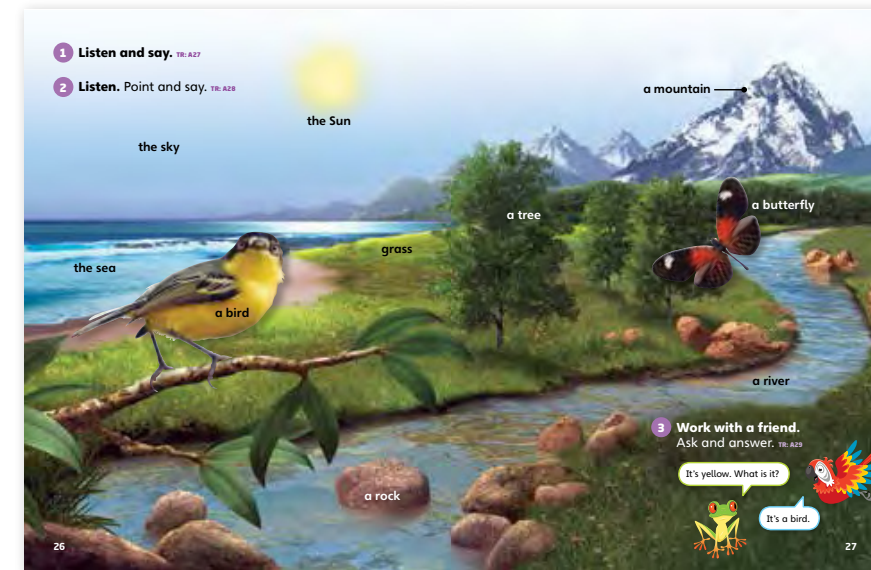 1 Listen and say. TR: A27
2 Listen. Point and say. TR: A28
the Sun
a mountain
the sky
a tree
a butterfly
grass
the sea
a bird
a river
3 Work with a friend.
Ask and answer. TR: A29
It's yellow. What is it?
a rock
It's a bird.
26
27